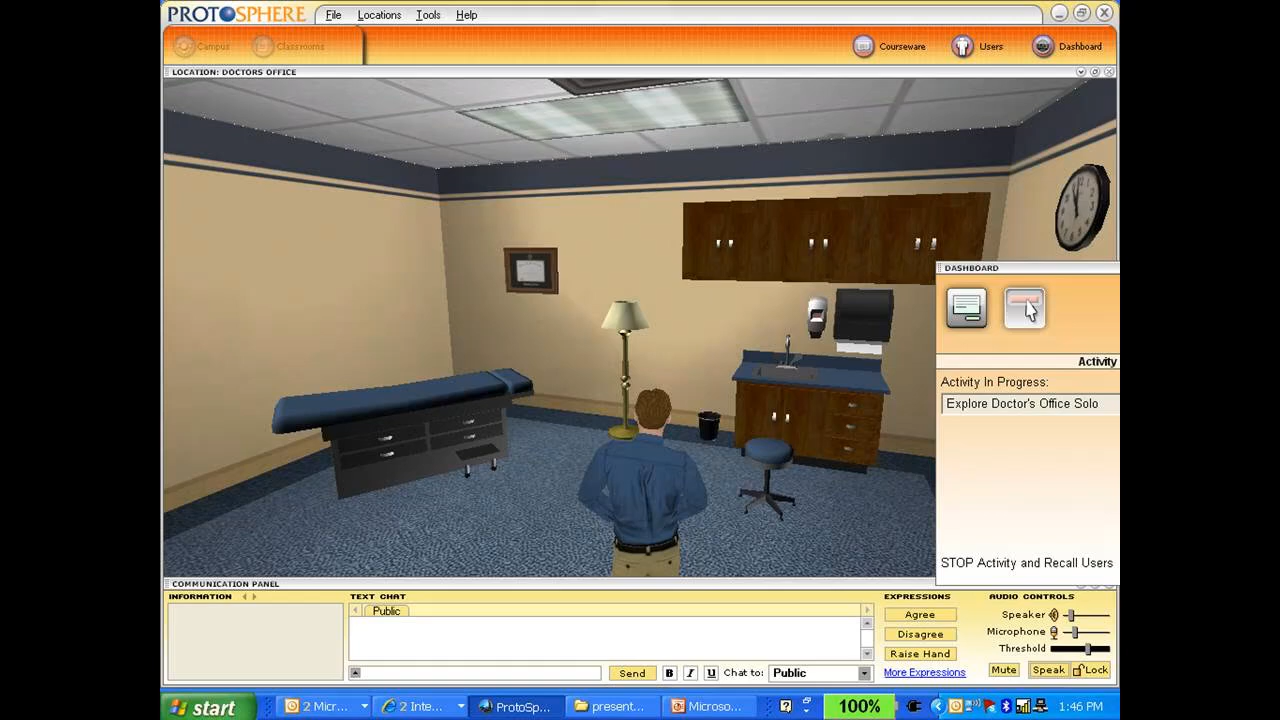 PROTOSPHERE
File Locations Tools Help
Campus Classrooms Courseware Users Dashboard
LOCATION: DOCTORS OFFICE
DASHBOARD
Activity
Activity In Progress:
Explore Doctor's Office Solo
STOP Activity and Recall Users
COMMUNICATION PANEL
INFORMATION TEXT CHAT EXPRESSIONS AUDIO CONTROLS
Public
Agree
Disagree
Raise Hand
More Expressions
Speaker
Microphone
Threshold
Mute Speak Lock
Send B I U Chat to: Public
start 2 Micr... 2 Inte... ProtoSp... present... Microso... ? 100% 1:46 PM